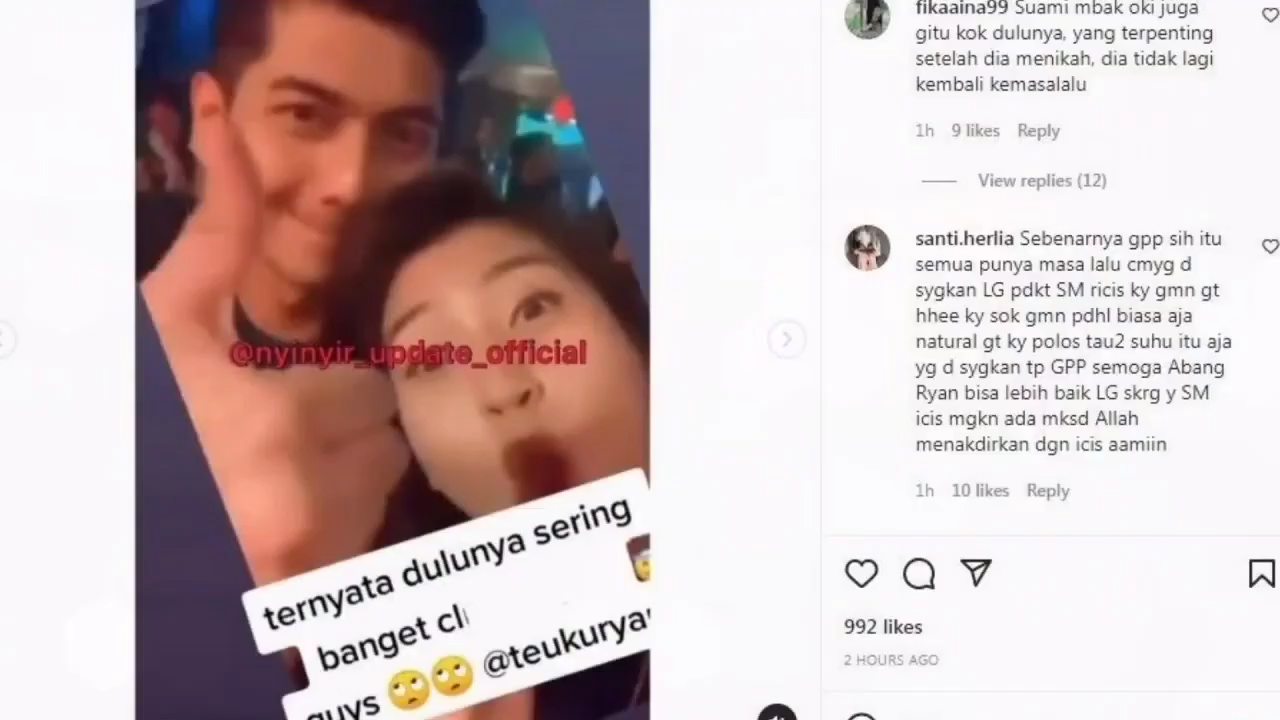 @nyinyir_update_official
ternyata dulunya sering
banget
guys 🙄🙄 @teukurya
fikaaina99 Suami mbak oki juga
gitu kok dulunya, yang terpenting
setelah dia menikah, dia tidak lagi
kembali kemasalalu
1h 9 likes Reply
View replies (12)
santi.herlia Sebenarnya gpp sih itu
semua punya masa lalu cmyg d
sygkan LG pdkt SM ricis ky gmn gt
hhee ky sok gmn pdhl biasa aja
natural gt ky polos tau2 suhu itu aja
yg d sygkan tp GPP semoga Abang
Ryan bisa lebih baik LG skrg y SM
icis mgkn ada mksd Allah
menakdirkan dgn icis aamiin
1h 10 likes Reply
992 likes
2 HOURS AGO